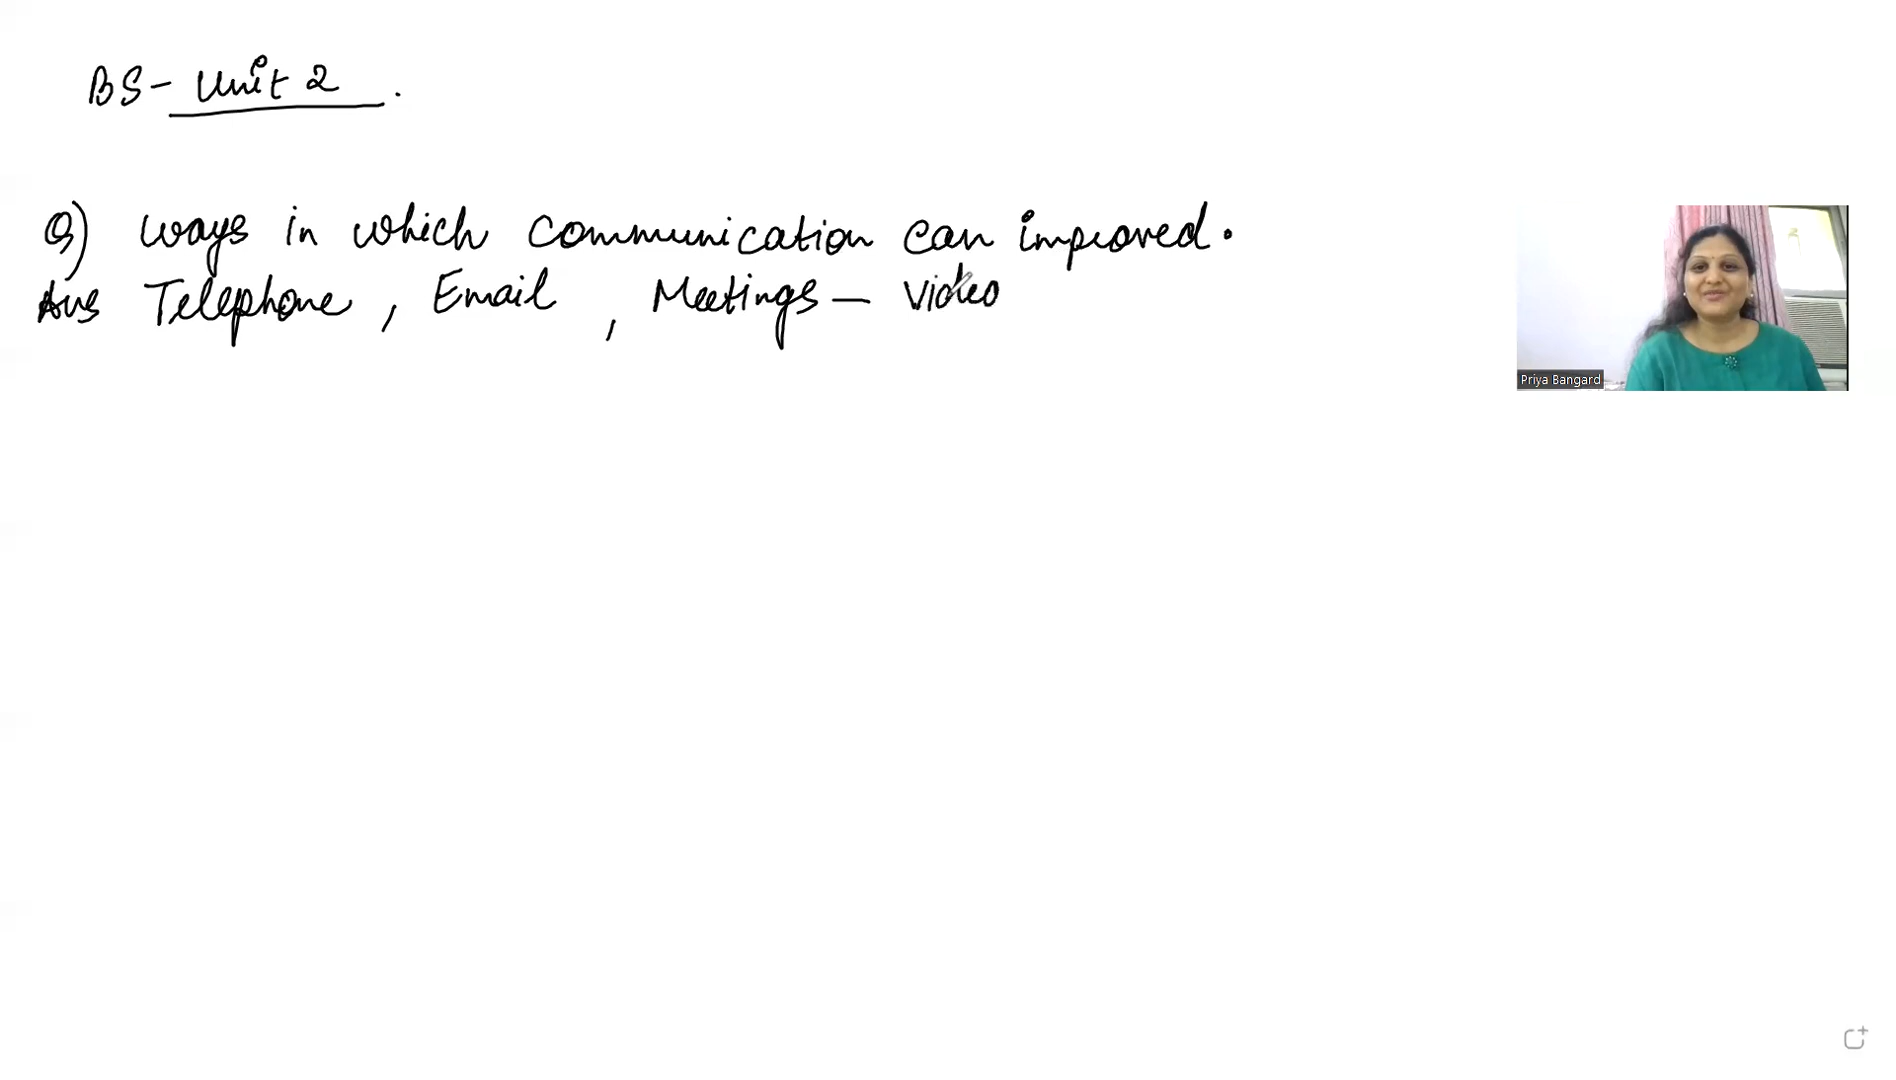 BS - Unit 2 .
Q) ways in which communication can improved.
Ans Telephone , Email , Meetings - Video
Priya Bangard